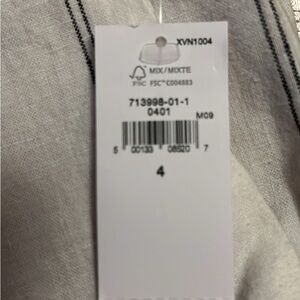 XVN1004
MIX/MIXTE
FSC™ C004883
FSC
713998-01-1
0401
M09
5 00133 08520 7
4